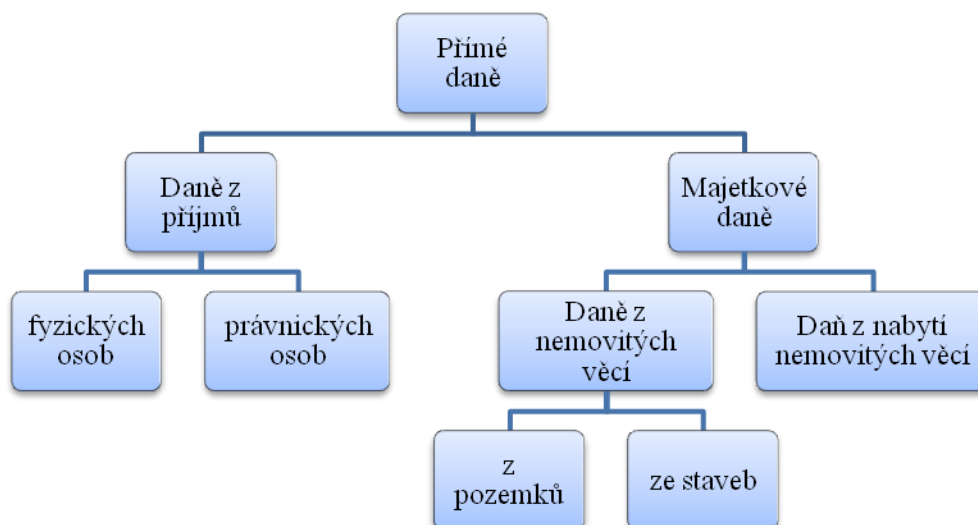 Přímé
daně
Daně z
příjmů
Majetkové
daně
fyzických
osob
právnických
osob
Daně z
nemovitých
věcí
Daň z nabytí
nemovitých věcí
z
pozemků
ze staveb